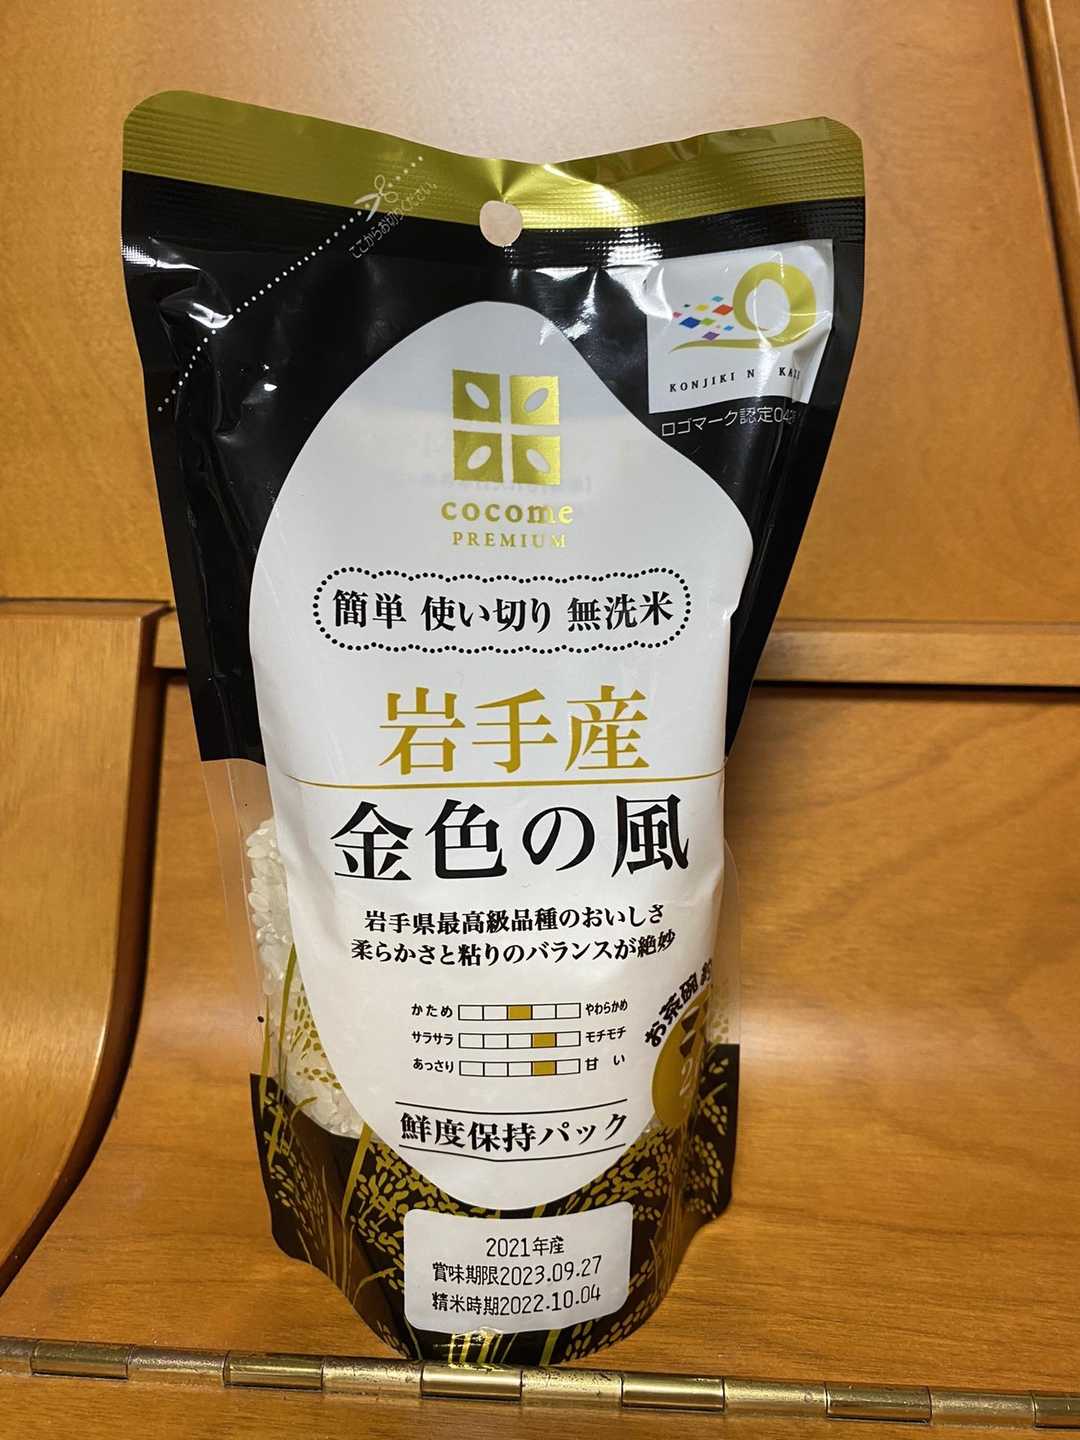 ここからお切りください。
KONJIKI N KAZE
ロゴマーク認定042
cocome
PREMIUM
簡単 使い切り 無洗米
岩手産
金色の風
岩手県最高級品種のおいしさ
柔らかさと粘りのバランスが絶妙
かため やわらかめ
サラサラ モチモチ
あっさり 甘い
お茶碗約
2
鮮度保持パック
2021年産
賞味期限2023.09.27
精米時期2022.10.04